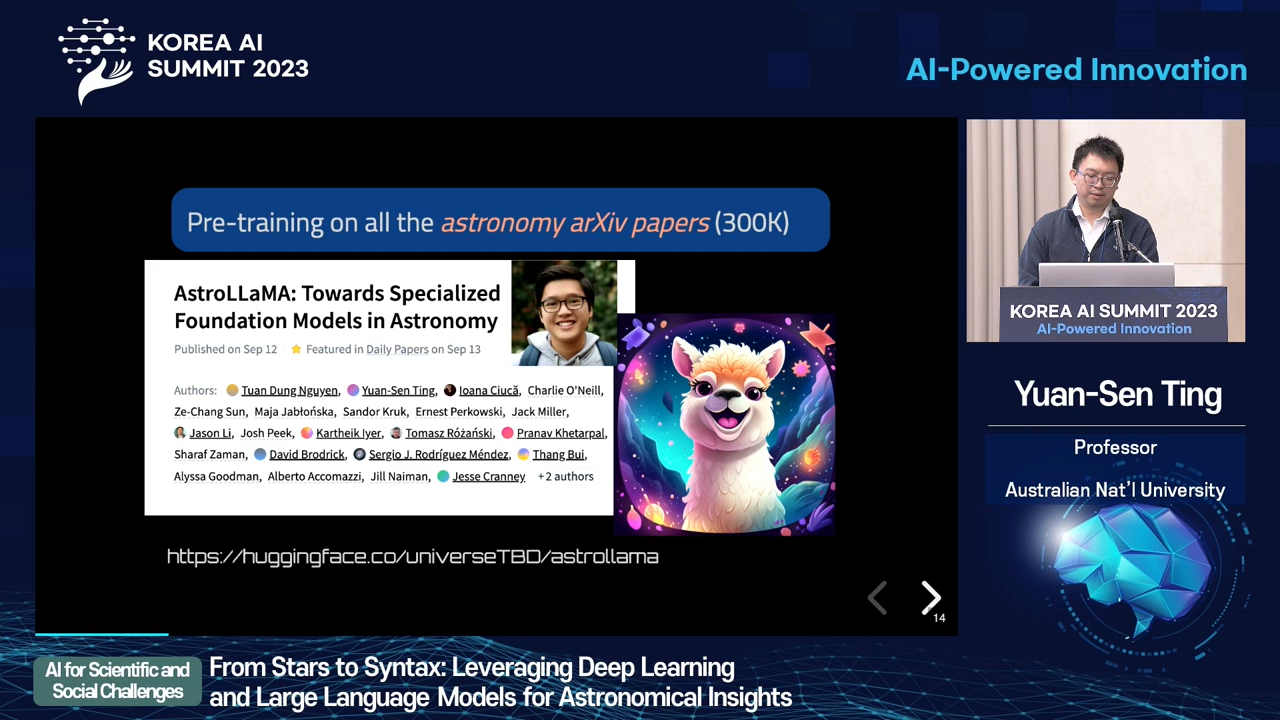 KOREA AI
SUMMIT 2023
AI-Powered Innovation
Pre-training on all the astronomy arXiv papers (300K)
AstroLLaMA: Towards Specialized
Foundation Models in Astronomy
Published on Sep 12 · Featured in Daily Papers on Sep 13
Authors: Tuan Dung Nguyen, Yuan-Sen Ting, Ioana Ciucă, Charlie O'Neill,
Ze-Chang Sun, Maja Jabłońska, Sandor Kruk, Ernest Perkowski, Jack Miller,
Jason Li, Josh Peek, Kartheik Iyer, Tomasz Różański, Pranav Khetarpal,
Sharaf Zaman, David Brodrick, Sergio J. Rodríguez Méndez, Thang Bui,
Alyssa Goodman, Alberto Accomazzi, Jill Naiman, Jesse Cranney +2 authors
https://huggingface.co/universeTBD/astrollama
14
KOREA AI SUMMIT 2023
AI-Powered Innovation
Yuan-Sen Ting
Professor
Australian Nat'l University
AI for Scientific and
Social Challenges
From Stars to Syntax: Leveraging Deep Learning
and Large Language Models for Astronomical Insights